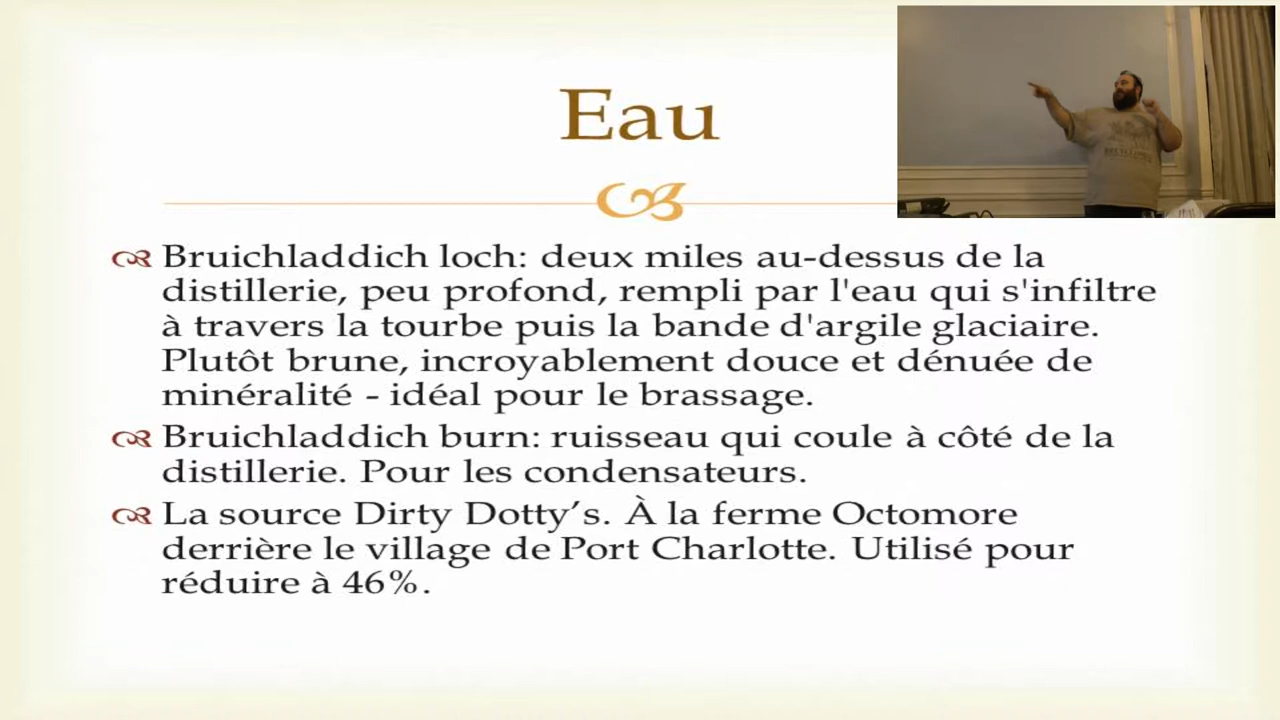 Eau
Bruichladdich loch: deux miles au-dessus de la
distillerie, peu profond, rempli par l'eau qui s'infiltre
à travers la tourbe puis la bande d'argile glaciaire.
Plutôt brune, incroyablement douce et dénuée de
minéralité - idéal pour le brassage.
Bruichladdich burn: ruisseau qui coule à côté de la
distillerie. Pour les condensateurs.
La source Dirty Dotty’s. À la ferme Octomore
derrière le village de Port Charlotte. Utilisé pour
réduire à 46%.